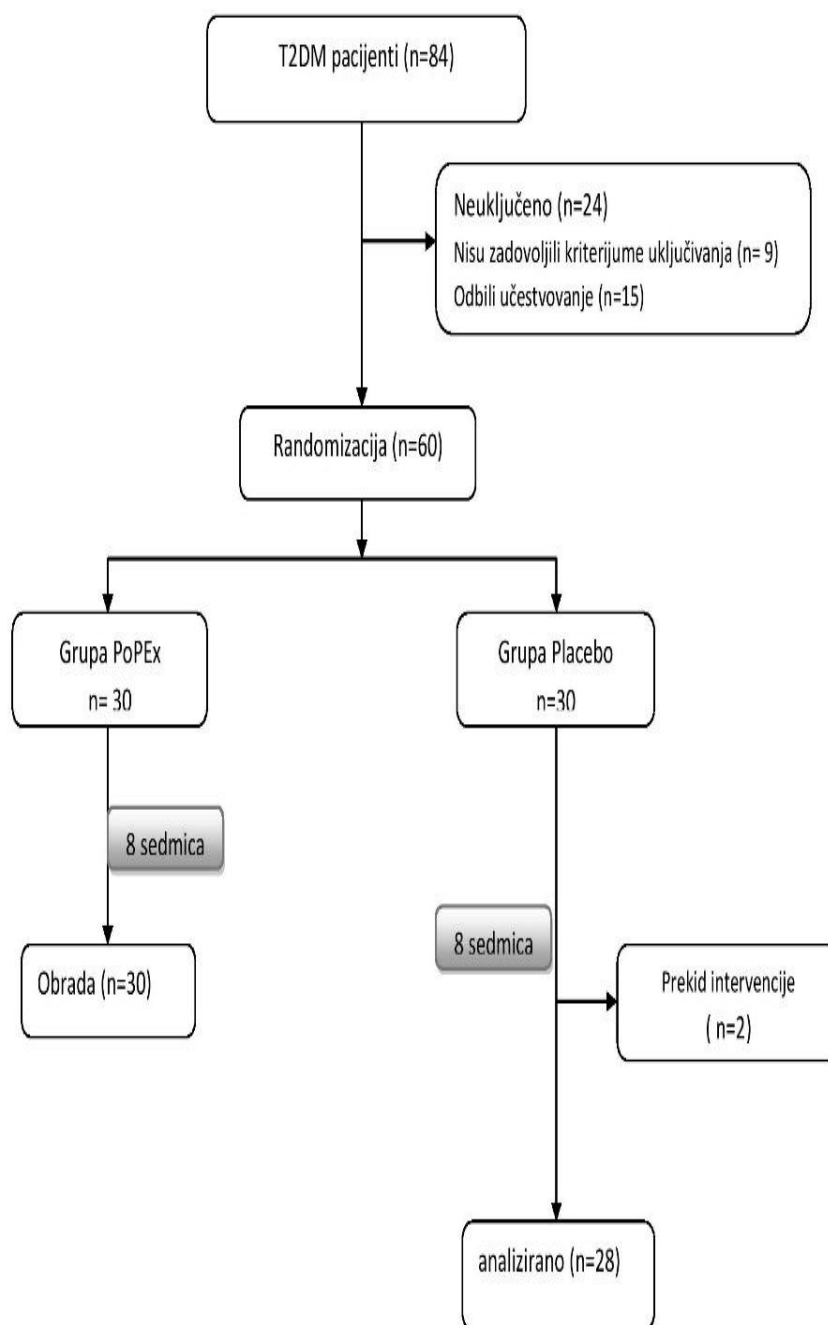 T2DM pacijenti (n=84)
Neuključeno (n=24)
Nisu zadovoljili kriterijume uključivanja (n= 9)
Odbili učestvovanje (n=15)
Randomizacija (n=60)
Grupa PoPEx
n= 30
Grupa Placebo
n=30
8 sedmica
8 sedmica
Obrada (n=30)
Prekid intervencije
( n=2)
analizirano (n=28)